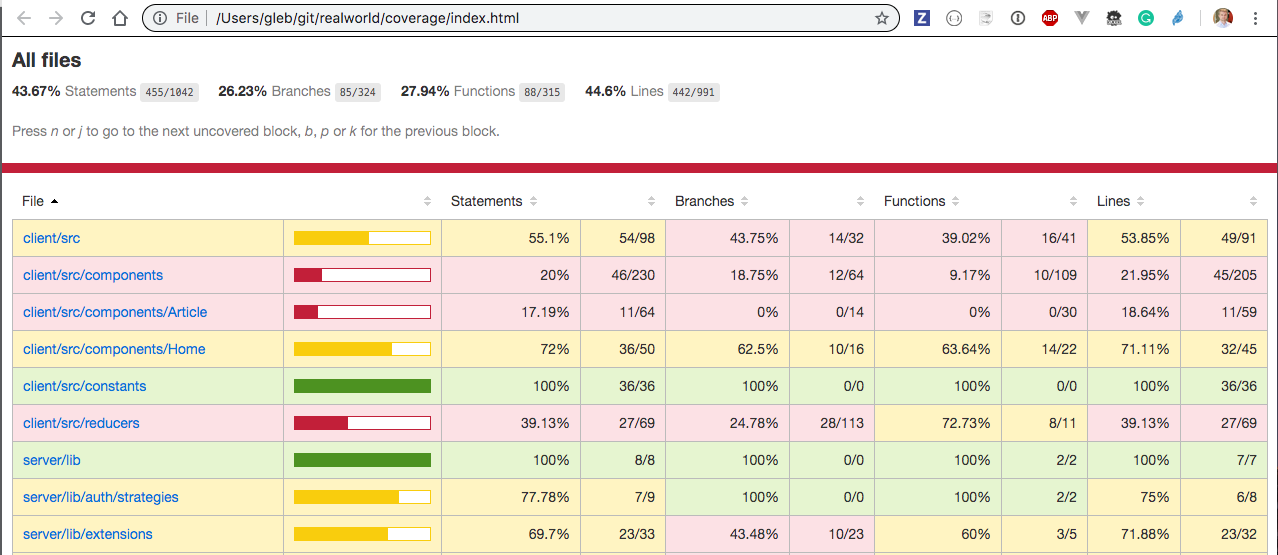 File /Users/gleb/git/realworld/coverage/index.html Z {··} ABP G
All files
43.67% Statements 455/1042 26.23% Branches 85/324 27.94% Functions 88/315 44.6% Lines 442/991
Press n or j to go to the next uncovered block, b, p or k for the previous block.
File Statements Branches Functions Lines
client/src 55.1% 54/98 43.75% 14/32 39.02% 16/41 53.85% 49/91
client/src/components 20% 46/230 18.75% 12/64 9.17% 10/109 21.95% 45/205
client/src/components/Article 17.19% 11/64 0% 0/14 0% 0/30 18.64% 11/59
client/src/components/Home 72% 36/50 62.5% 10/16 63.64% 14/22 71.11% 32/45
client/src/constants 100% 36/36 100% 0/0 100% 0/0 100% 36/36
client/src/reducers 39.13% 27/69 24.78% 28/113 72.73% 8/11 39.13% 27/69
server/lib 100% 8/8 100% 0/0 100% 2/2 100% 7/7
server/lib/auth/strategies 77.78% 7/9 100% 0/0 100% 2/2 75% 6/8
server/lib/extensions 69.7% 23/33 43.48% 10/23 60% 3/5 71.88% 23/32